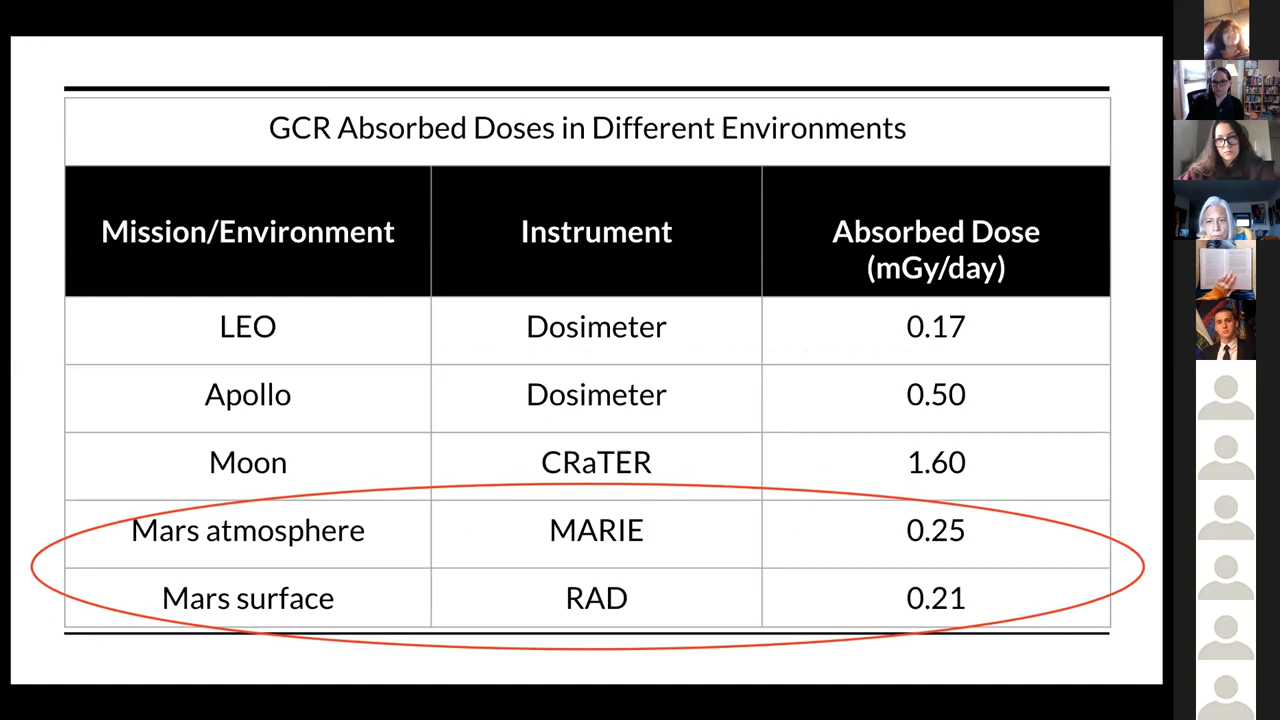 GCR Absorbed Doses in Different Environments
Mission/Environment Instrument Absorbed Dose
(mGy/day)
LEO Dosimeter 0.17
Apollo Dosimeter 0.50
Moon CRaTER 1.60
Mars atmosphere MARIE 0.25
Mars surface RAD 0.21